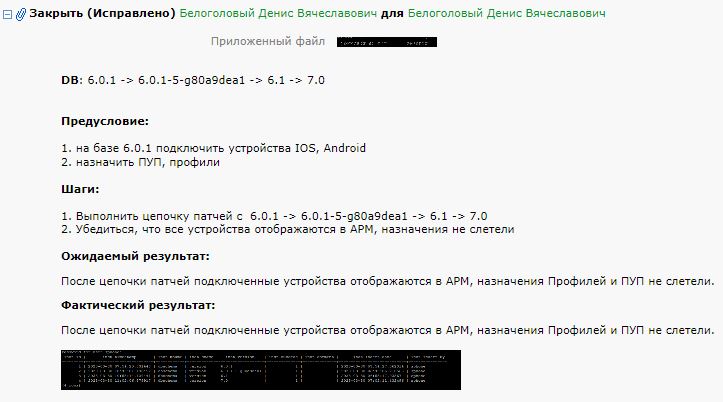 Закрыть (Исправлено) Белоголовый Денис Вячеславович для Белоголовый Денис Вячеславович
Приложенный файл
DB: 6.0.1 -> 6.0.1-5-g80a9dea1 -> 6.1 -> 7.0
Предусловие:
1. на базе 6.0.1 подключить устройства IOS, Android
2. назначить ПУП, профили
Шаги:
1. Выполнить цепочку патчей с 6.0.1 -> 6.0.1-5-g80a9dea1 -> 6.1 -> 7.0
2. Убедиться, что все устройства отображаются в АРМ, назначения не слетели
Ожидаемый результат:
После цепочки патчей подключенные устройства отображаются в АРМ, назначения Профилей и ПУП не слетели.
Фактический результат:
После цепочки патчей подключенные устройства отображаются в АРМ, назначения Профилей и ПУП не слетели.